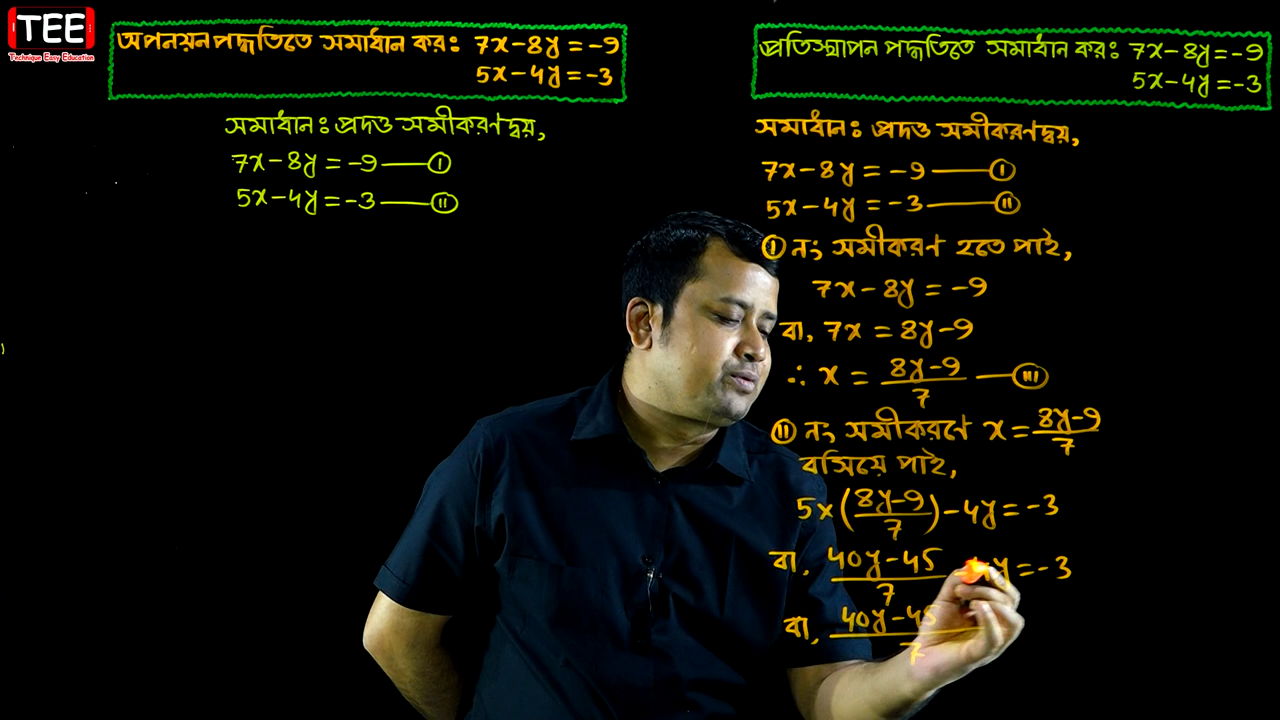 TEE
Technique Easy Education
অপনয়ন পদ্ধতিতে সমাধান কর: 7x-8y=-9
5x-4y=-3
সমাধান: প্রদত্ত সমীকরণদ্বয়,
7x-8y=-9 — (I)
5x-4y=-3 — (II)
প্রতিস্থাপন পদ্ধতিতে সমাধান কর: 7x-8y=-9
5x-4y=-3
সমাধান: প্রদত্ত সমীকরণদ্বয়,
7x-8y=-9 — (I)
5x-4y=-3 — (II)
(I) নং সমীকরণ হতে পাই,
7x-8y=-9
বা, 7x=8y-9
∴ x = (8y-9)/7 — (III)
(II) নং সমীকরণে x=(8y-9)/7
বসিয়ে পাই,
5×((8y-9)/7)-4y=-3
বা, (40y-45)/7 -4y=-3
বা, (40y-45)/7